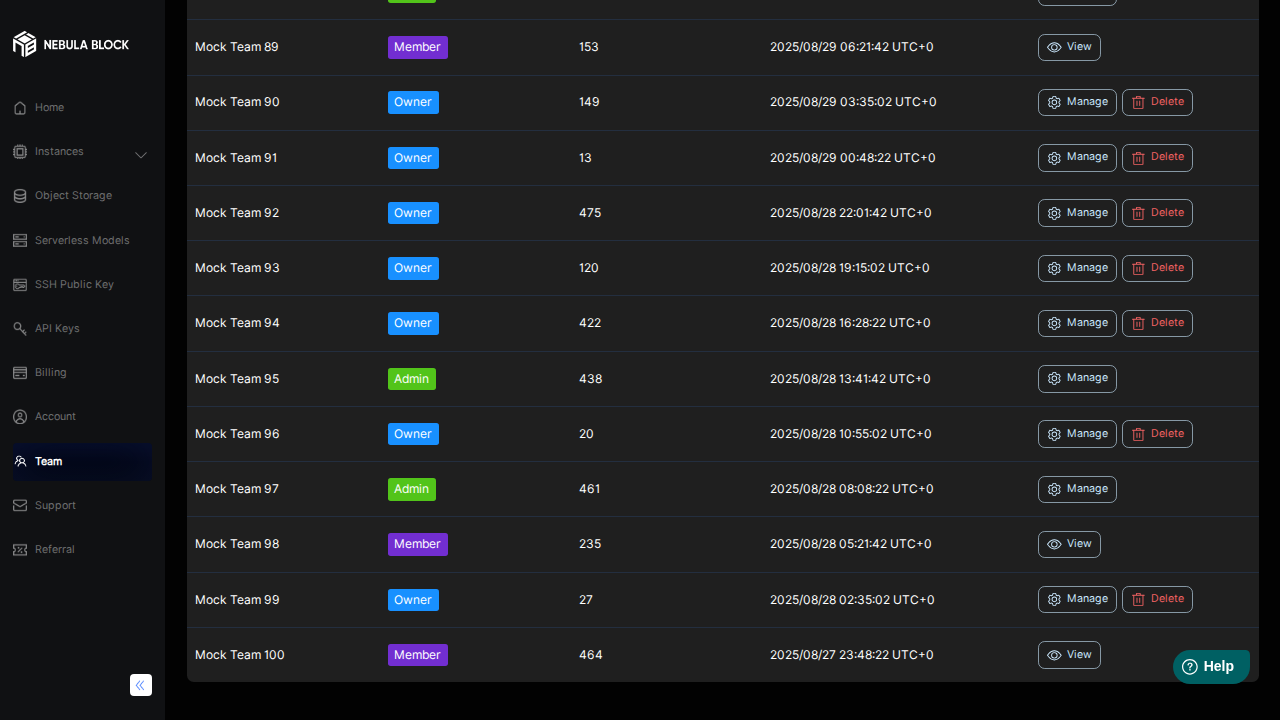 NEBULA BLOCK
Home
Instances
Object Storage
Serverless Models
SSH Public Key
API Keys
Billing
Account
Team
Support
Referral
Mock Team 89 Member 153 2025/08/29 06:21:42 UTC+0 View
Mock Team 90 Owner 149 2025/08/29 03:35:02 UTC+0 Manage Delete
Mock Team 91 Owner 13 2025/08/29 00:48:22 UTC+0 Manage Delete
Mock Team 92 Owner 475 2025/08/28 22:01:42 UTC+0 Manage Delete
Mock Team 93 Owner 120 2025/08/28 19:15:02 UTC+0 Manage Delete
Mock Team 94 Owner 422 2025/08/28 16:28:22 UTC+0 Manage Delete
Mock Team 95 Admin 438 2025/08/28 13:41:42 UTC+0 Manage
Mock Team 96 Owner 20 2025/08/28 10:55:02 UTC+0 Manage Delete
Mock Team 97 Admin 461 2025/08/28 08:08:22 UTC+0 Manage
Mock Team 98 Member 235 2025/08/28 05:21:42 UTC+0 View
Mock Team 99 Owner 27 2025/08/28 02:35:02 UTC+0 Manage Delete
Mock Team 100 Member 464 2025/08/27 23:48:22 UTC+0 View
Help